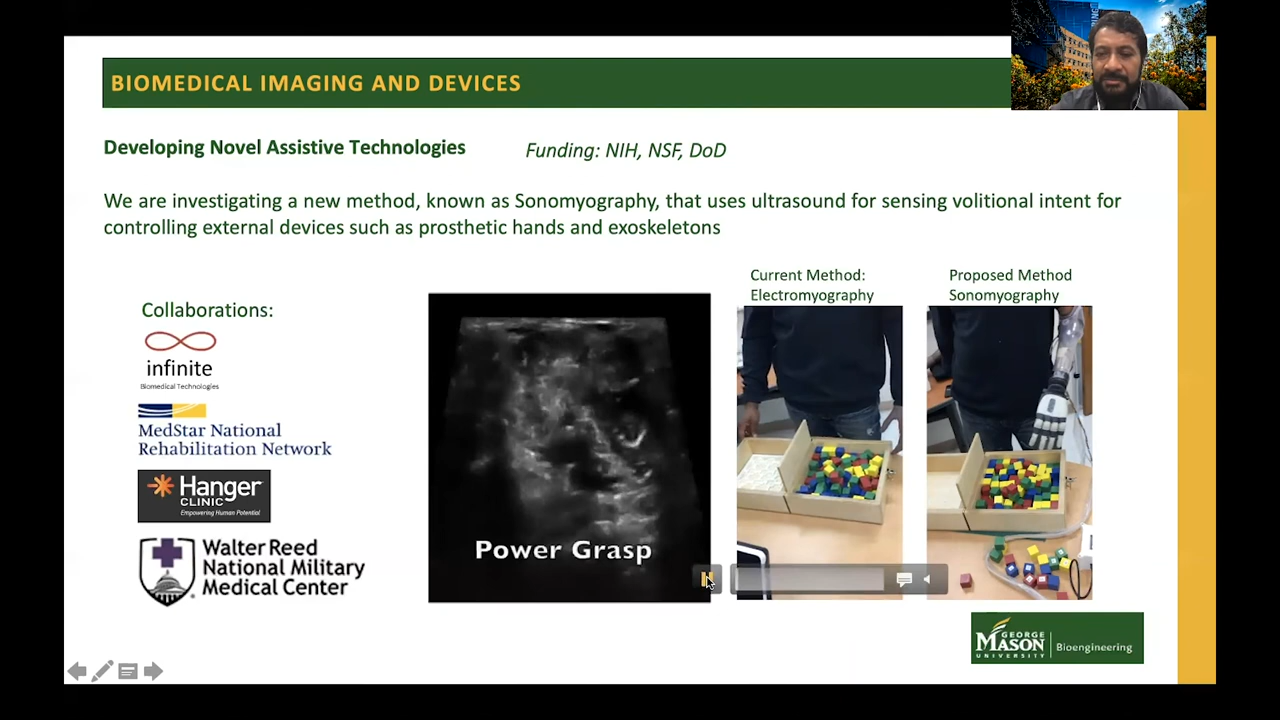 BIOMEDICAL IMAGING AND DEVICES
Developing Novel Assistive Technologies
Funding: NIH, NSF, DoD
We are investigating a new method, known as Sonomyography, that uses ultrasound for sensing volitional intent for
controlling external devices such as prosthetic hands and exoskeletons
Collaborations:
infinite
Biomedical Technologies
MedStar National
Rehabilitation Network
Hanger
CLINIC
Empowering Human Potential
Walter Reed
National Military
Medical Center
Power Grasp
Current Method:
Electromyography
Proposed Method
Sonomyography
GEORGE
MASON
UNIVERSITY
Bioengineering